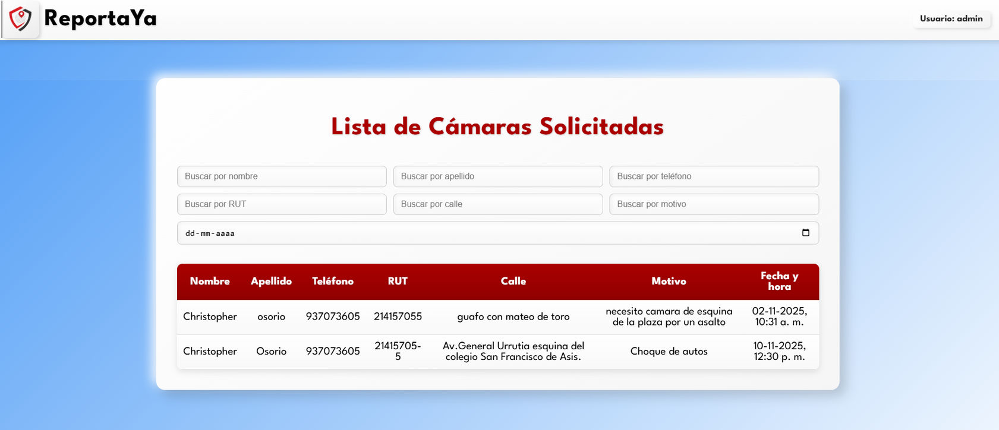 ReportaYa
Usuario: admin
Lista de Cámaras Solicitadas
Buscar por nombre
Buscar por apellido
Buscar por teléfono
Buscar por RUT
Buscar por calle
Buscar por motivo
dd-mm-aaaa
Nombre
Apellido
Teléfono
RUT
Calle
Motivo
Fecha y
hora
Christopher
osorio
937073605
214157055
guafo con mateo de toro
necesito camara de esquina
de la plaza por un asalto
02-11-2025,
10:31 a. m.
Christopher
Osorio
937073605
21415705-
5
Av.General Urrutia esquina del
colegio San Francisco de Asis.
Choque de autos
10-11-2025,
12:30 p. m.